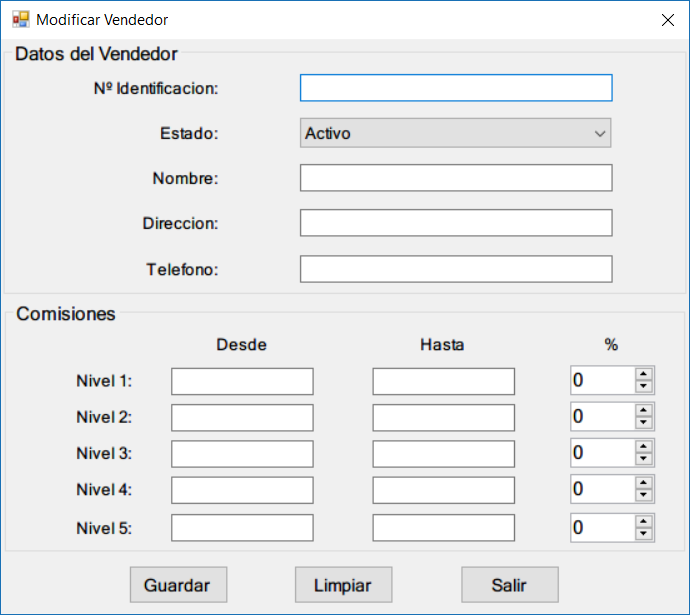 Modificar Vendedor
Datos del Vendedor
Nº Identificacion:
Estado: Activo
Nombre:
Direccion:
Telefono:
Comisiones
Desde Hasta %
Nivel 1: 0
Nivel 2: 0
Nivel 3: 0
Nivel 4: 0
Nivel 5: 0
Guardar Limpiar Salir